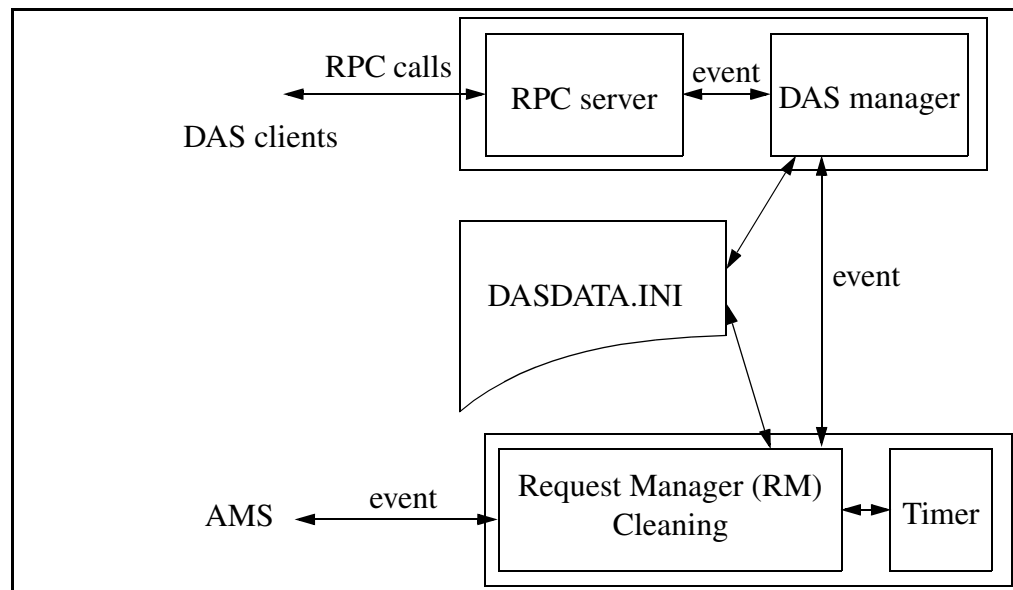 RPC calls
DAS clients
RPC server
event
DAS manager
DASDATA.INI
event
AMS
event
Request Manager (RM)
Cleaning
Timer